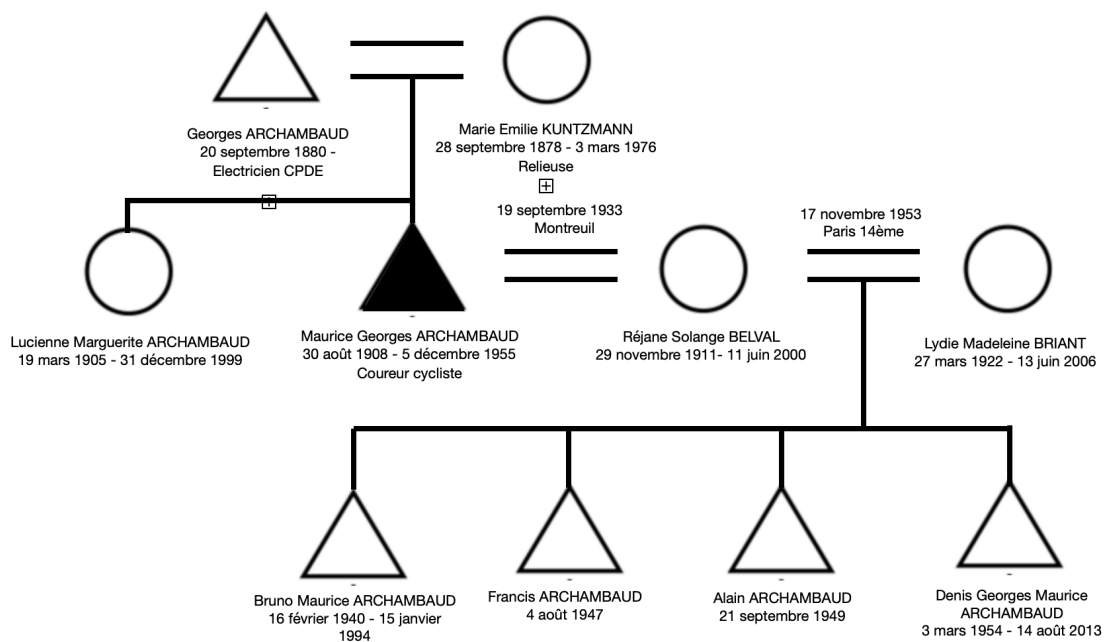 Georges ARCHAMBAUD
20 septembre 1880 -
Electricien CPDE
Marie Emilie KUNTZMANN
28 septembre 1878 - 3 mars 1976
Relieuse
19 septembre 1933
Montreuil
17 novembre 1953
Paris 14ème
Lucienne Marguerite ARCHAMBAUD
19 mars 1905 - 31 décembre 1999
Maurice Georges ARCHAMBAUD
30 août 1908 - 5 décembre 1955
Coureur cycliste
Réjane Solange BELVAL
29 novembre 1911- 11 juin 2000
Lydie Madeleine BRIANT
27 mars 1922 - 13 juin 2006
Bruno Maurice ARCHAMBAUD
16 février 1940 - 15 janvier
1994
Francis ARCHAMBAUD
4 août 1947
Alain ARCHAMBAUD
21 septembre 1949
Denis Georges Maurice
ARCHAMBAUD
3 mars 1954 - 14 août 2013